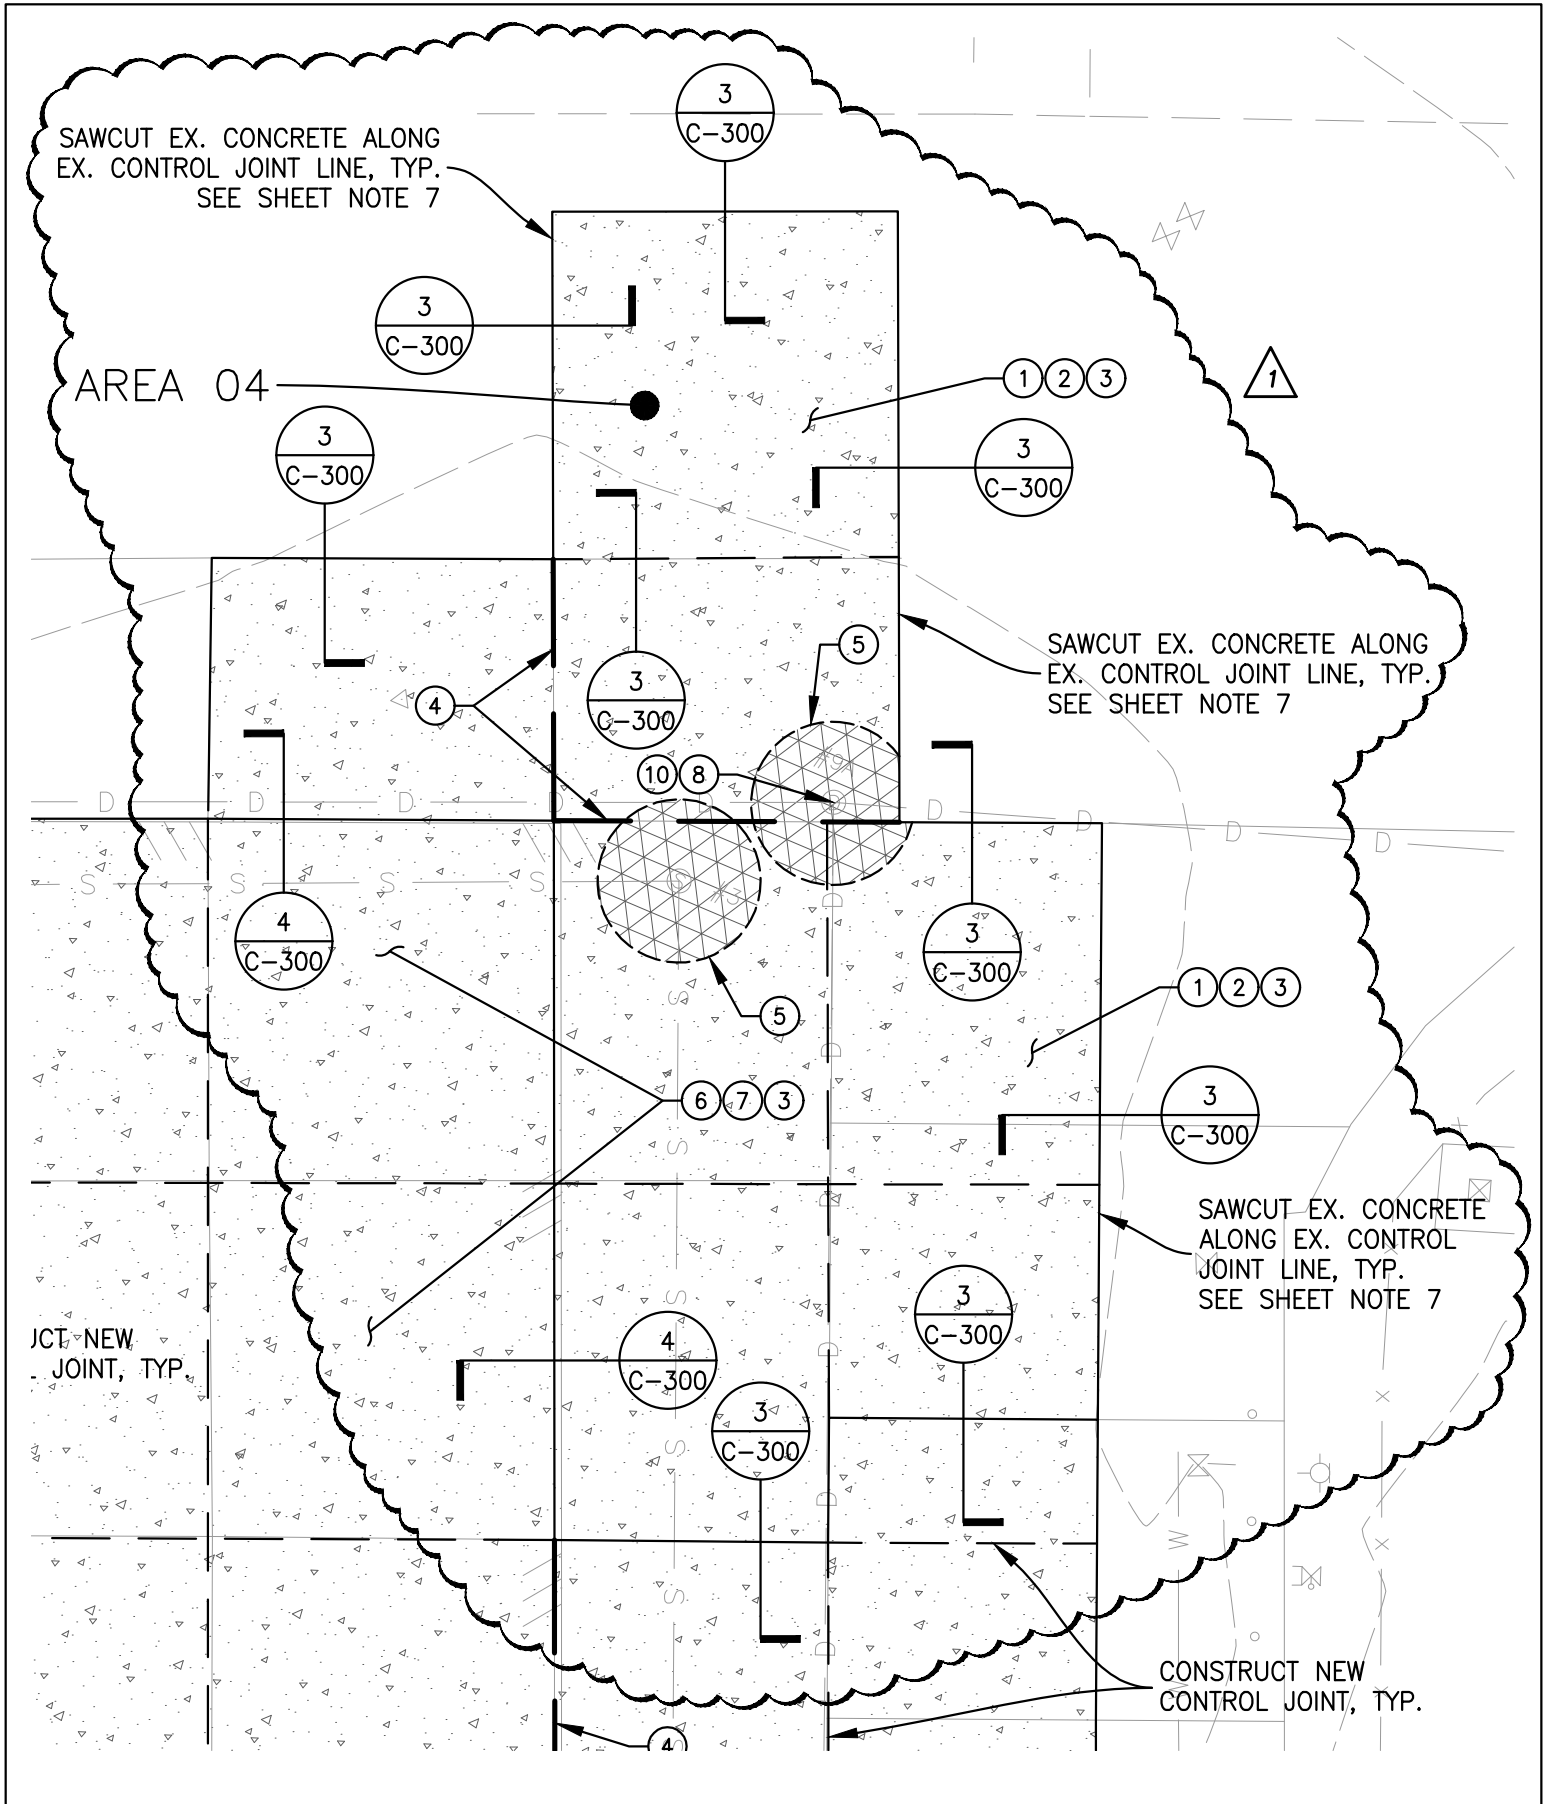 3
C-300
SAWCUT EX. CONCRETE ALONG
EX. CONTROL JOINT LINE, TYP.
SEE SHEET NOTE 7
3
C-300
AREA 04
1 2 3
1
3
C-300
3
C-300
5
SAWCUT EX. CONCRETE ALONG
EX. CONTROL JOINT LINE, TYP.
SEE SHEET NOTE 7
4
3
C-300
10 8
#9
D D D D D D D D
S S S S S
#3
4
C-300
3
C-300
D
1 2 3
S
5
D
6 7 3
3
C-300
S
D
SAWCUT EX. CONCRETE
ALONG EX. CONTROL
JOINT LINE, TYP.
SEE SHEET NOTE 7
3
C-300
S
4
C-300
D
JCT NEW
JOINT, TYP.
3
C-300
S
D
W
S
D
CONSTRUCT NEW
CONTROL JOINT, TYP.
W
4
S